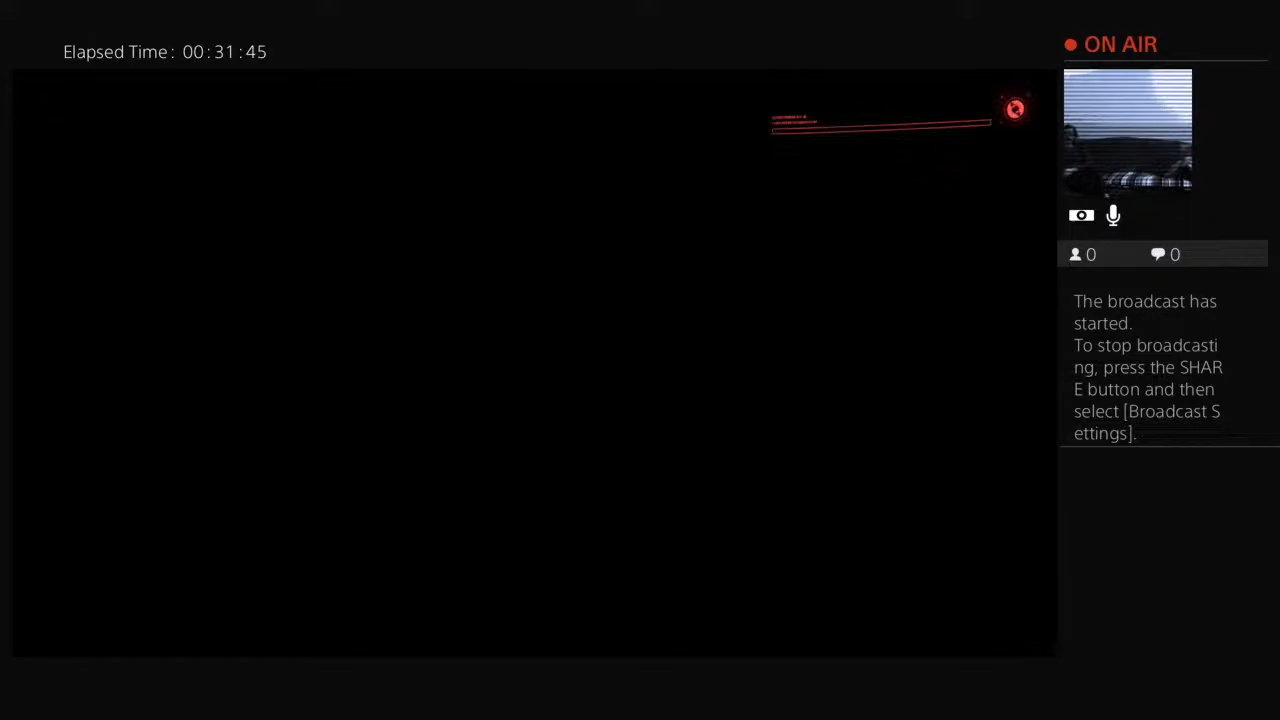 Elapsed Time: 00:31:45
ON AIR
0
0
The broadcast has
started.
To stop broadcasti
ng, press the SHAR
E button and then
select [Broadcast S
ettings].